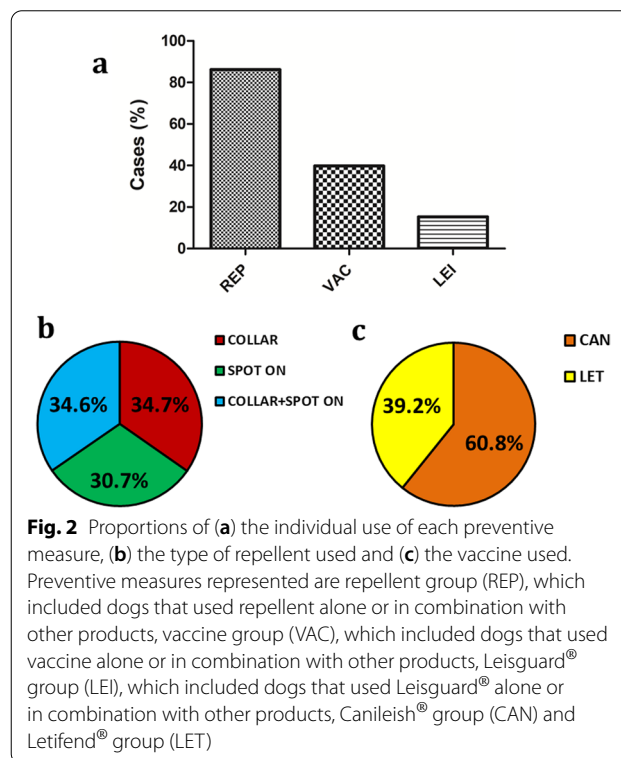 a
Cases (%)
100
80
60
40
20
0
REP
VAC
LEI
b
COLLAR
SPOT ON
COLLAR+SPOT ON
34.6%
34.7%
30.7%
c
CAN
LET
39.2%
60.8%
Fig. 2 Proportions of (a) the individual use of each preventive
measure, (b) the type of repellent used and (c) the vaccine used.
Preventive measures represented are repellent group (REP), which
included dogs that used repellent alone or in combination with
other products, vaccine group (VAC), which included dogs that used
vaccine alone or in combination with other products, Leisguard®
group (LEI), which included dogs that used Leisguard® alone or
in combination with other products, Canileish® group (CAN) and
Letifend® group (LET)